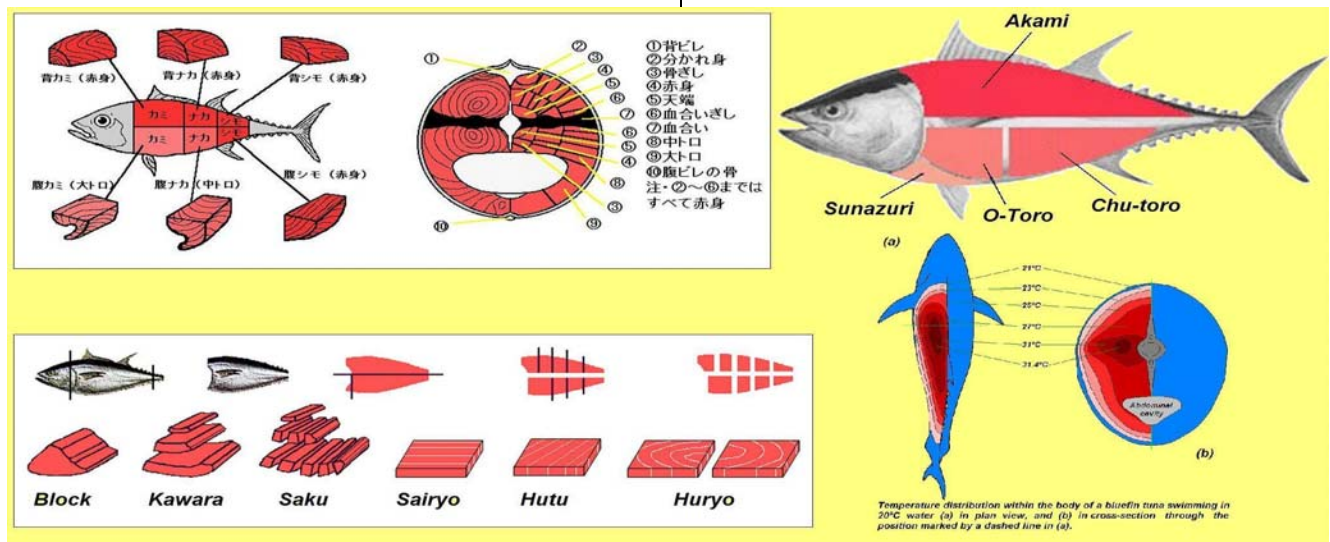 背カミ(赤身)
背ナカ(赤身)
背シモ(赤身)
カミ
ナカ
シモ
カミ
ナカ
シモ
腹カミ(大トロ)
腹ナカ(中トロ)
腹シモ(赤身)
①
②
③
④
⑤
⑥
⑦
⑥
⑤
④
⑧
③
⑨
⑩
①背ビレ
②分かれ身
③骨ぎし
④赤身
⑤天端
⑥血合いぎし
⑦血合い
⑧中トロ
⑨大トロ
⑩腹ビレの骨
注・②〜⑥までは
すべて赤身
Akami
Sunazuri
O-Toro
Chu-toro
(a)
21°C
23°C
25°C
27°C
31°C
31.4°C
Abdominal
cavity
(b)
Temperature distribution within the body of a bluefin tuna swimming in
20°C water (a) in plan view, and (b) in cross-section through the
position marked by a dashed line in (a).
Block
Kawara
Saku
Sairyo
Hutu
Huryo